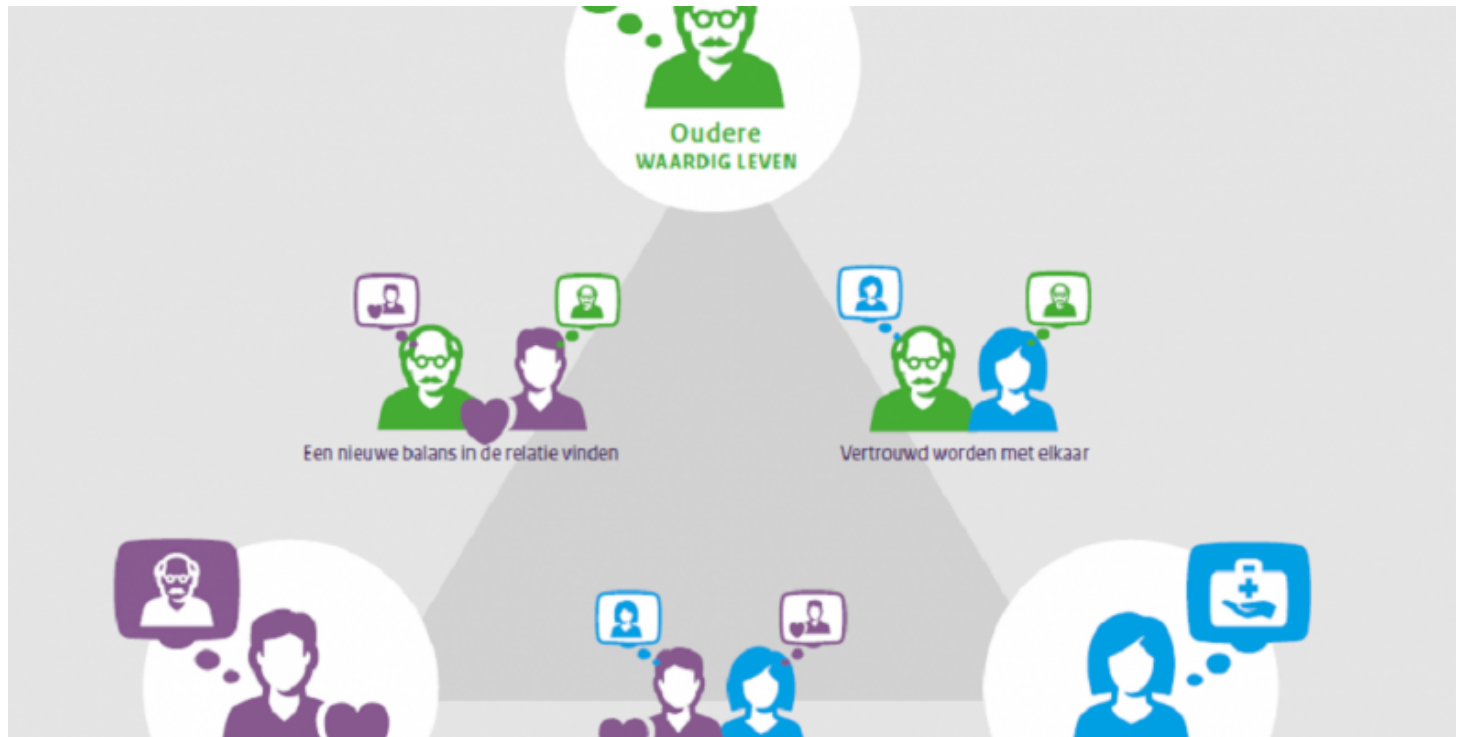 Oudere
WAARDIG LEVEN
Een nieuwe balans in de relatie vinden
Vertrouwd worden met elkaar